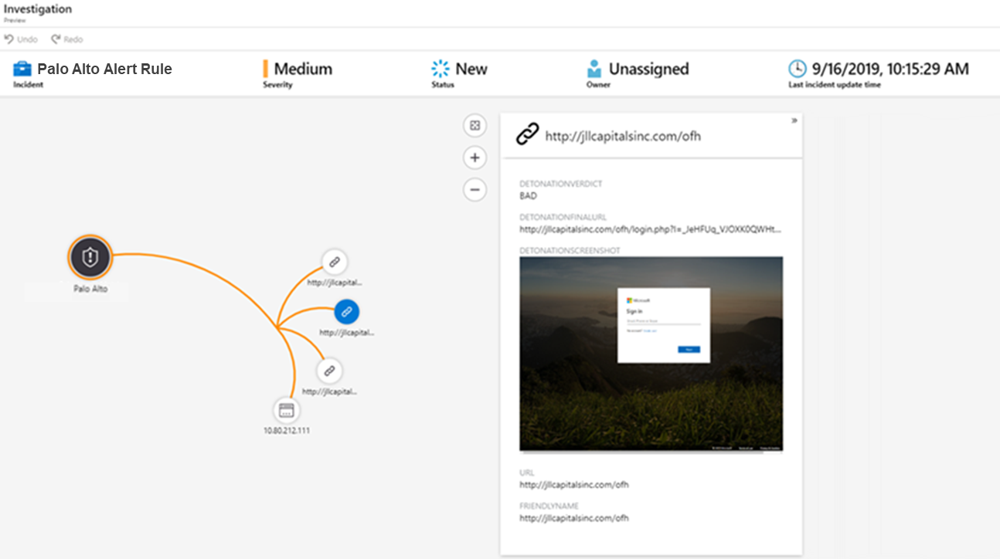 Investigation
Preview
Undo Redo
Palo Alto Alert Rule Medium New Unassigned 9/16/2019, 10:15:29 AM
Incident Severity Status Owner Last incident update time
Palo Alto
http://jllcapital...
http://jllcapital...
http://jllcapital...
10.80.212.111
http://jllcapitalsinc.com/ofh
DETONATIONVERDICT
BAD
DETONATIONFINALURL
http://jllcapitalsinc.com/ofh/login.php?l=_JeHFUq_VJOXK0QWHt...
DETONATIONSCREENSHOT
Microsoft
Sign in
URL
http://jllcapitalsinc.com/ofh
FRIENDLYNAME
http://jllcapitalsinc.com/ofh